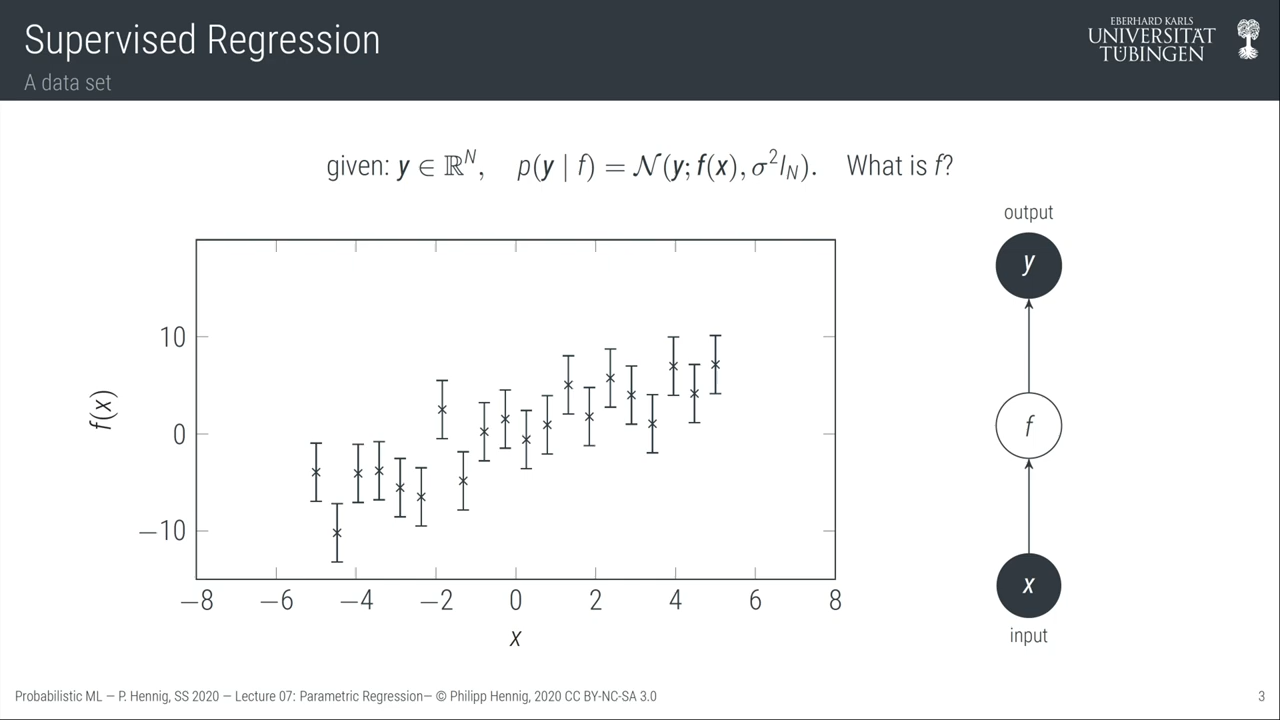 Supervised Regression
A data set
EBERHARD KARLS
UNIVERSITÄT
TÜBINGEN
given: y ∈ ℝᴺ, p(y | f) = 𝒩(y; f(x), σ²I_N). What is f?
output
y
f
x
input
f(x)
10
0
−10
−8 −6 −4 −2 0 2 4 6 8
x
Probabilistic ML — P. Hennig, SS 2020 — Lecture 07: Parametric Regression— © Philipp Hennig, 2020 CC BY-NC-SA 3.0
3